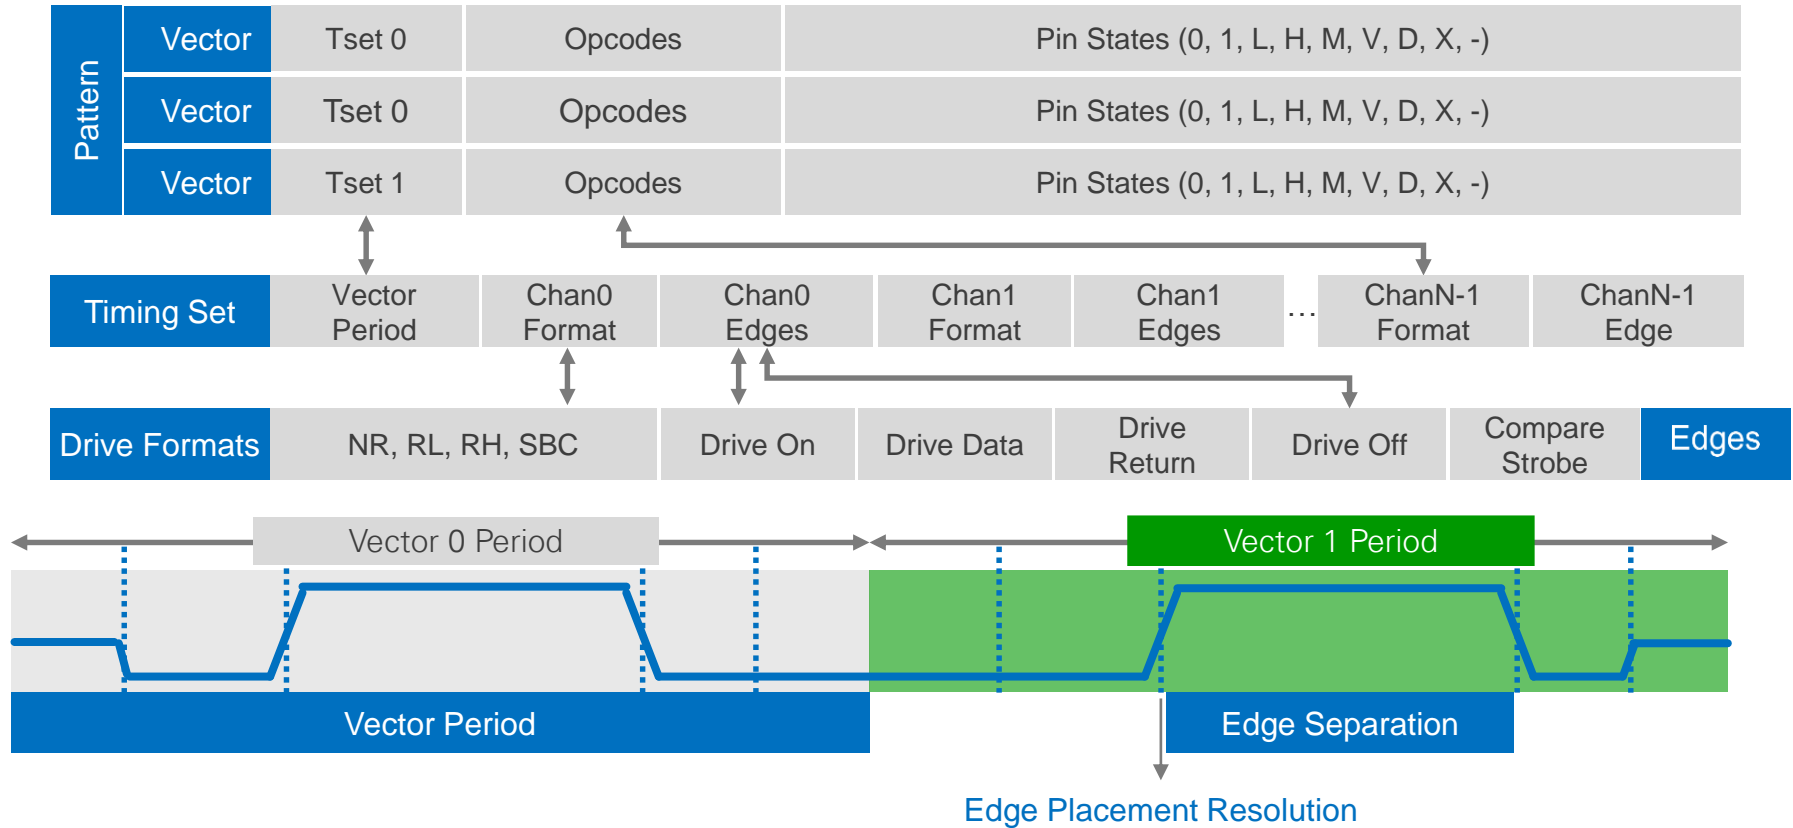 Pattern
Vector Tset 0 Opcodes Pin States (0, 1, L, H, M, V, D, X, -)
Vector Tset 0 Opcodes Pin States (0, 1, L, H, M, V, D, X, -)
Vector Tset 1 Opcodes Pin States (0, 1, L, H, M, V, D, X, -)
Timing Set
Vector
Period
Chan0
Format
Chan0
Edges
Chan1
Format
Chan1
Edges
...
ChanN-1
Format
ChanN-1
Edge
Drive Formats
NR, RL, RH, SBC
Drive On
Drive Data
Drive
Return
Drive Off
Compare
Strobe
Edges
Vector 0 Period
Vector 1 Period
Vector Period
Edge Separation
Edge Placement Resolution